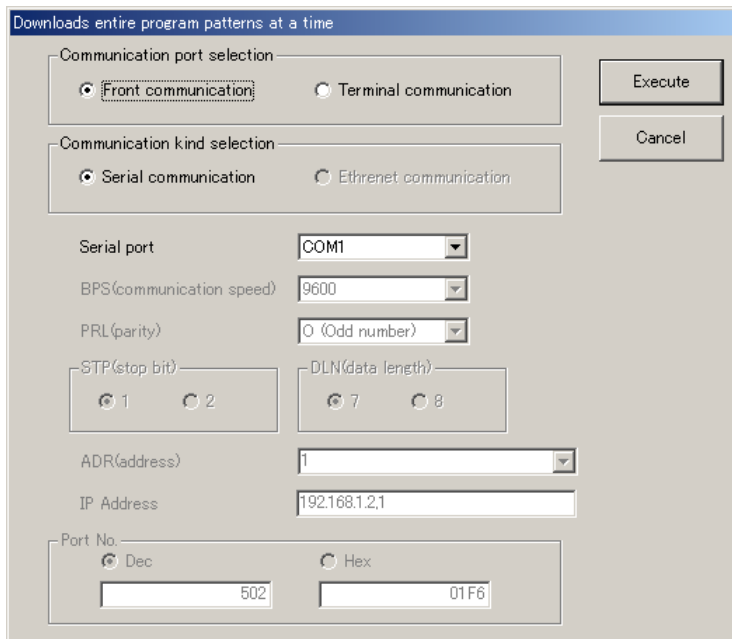 Downloads entire program patterns at a time
Communication port selection
Front communication
Terminal communication
Execute
Communication kind selection
Cancel
Serial communication
Ethrenet communication
Serial port
COM1
BPS(communication speed)
9600
PRL(parity)
O (Odd number)
STP(stop bit)
DLN(data length)
1
2
7
8
ADR(address)
1
IP Address
192.168.1.2,1
Port No.
Dec
Hex
502
01F6